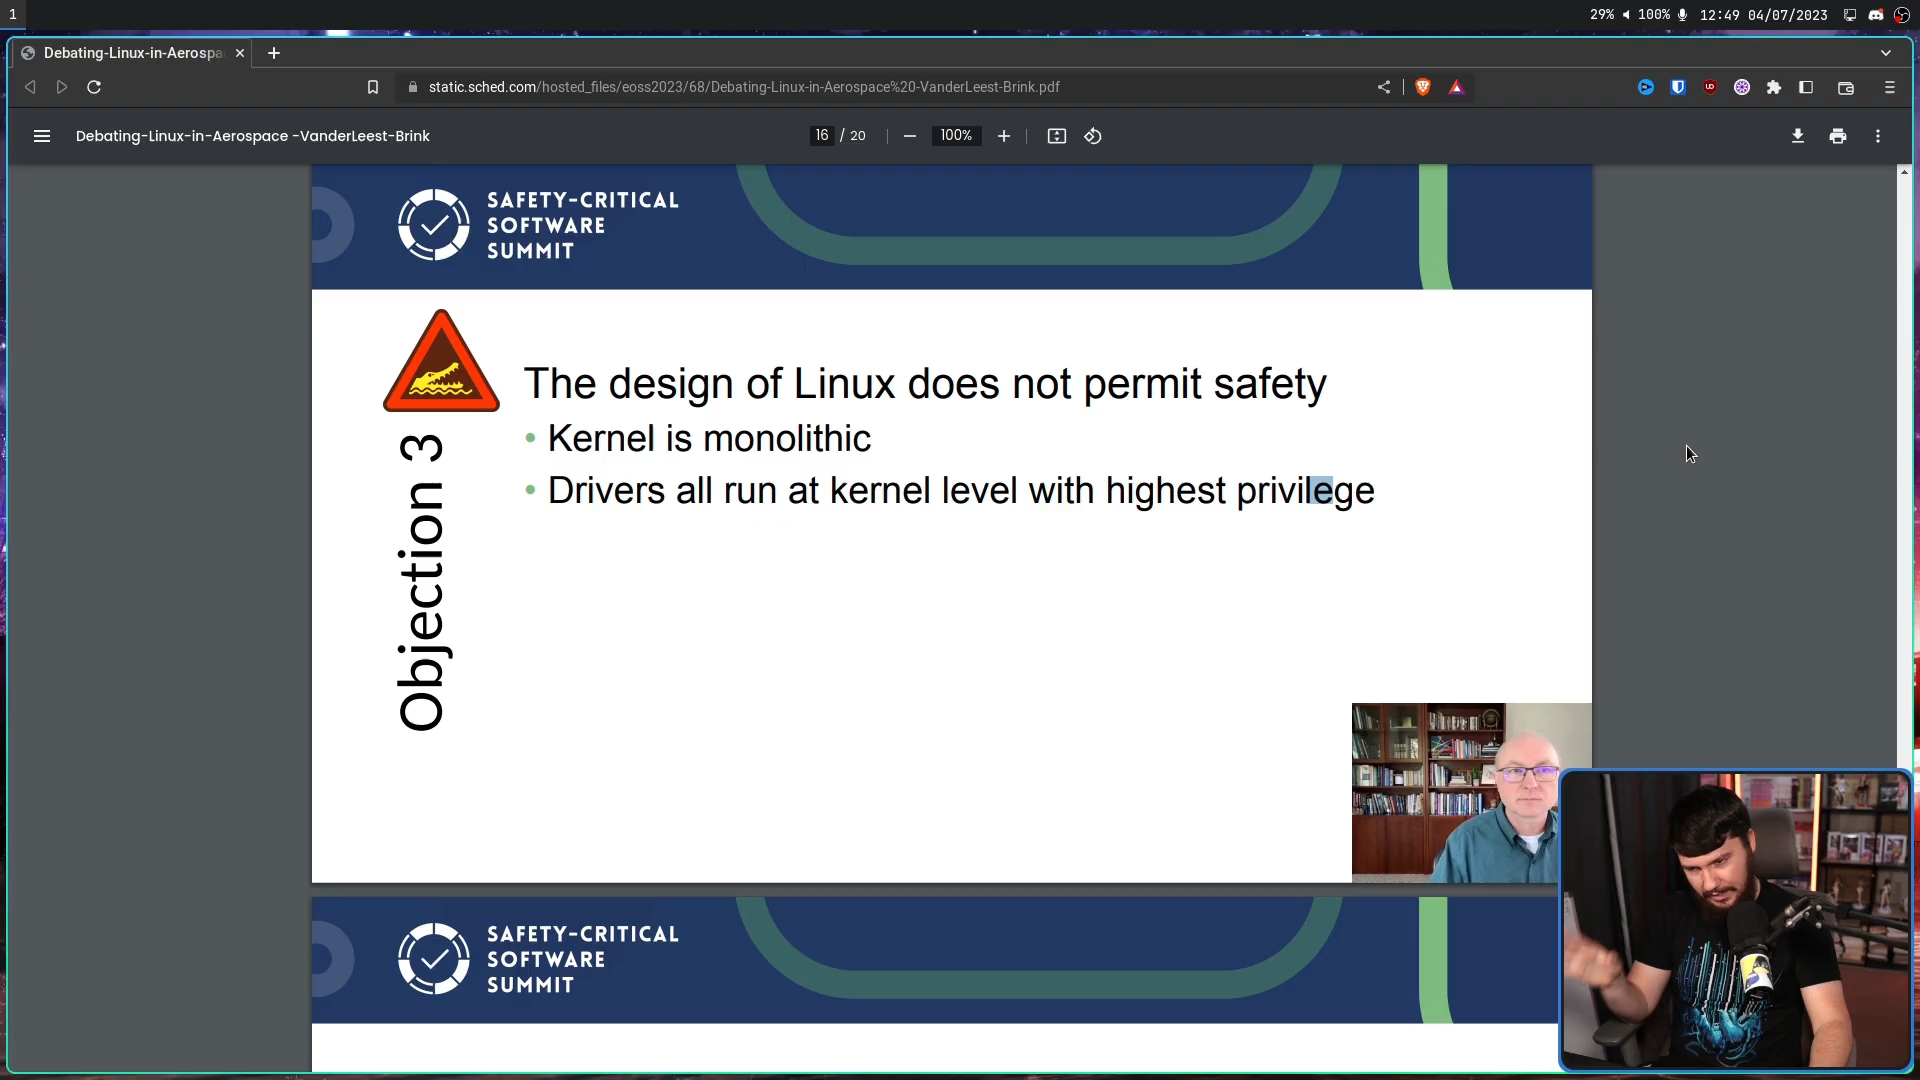 1
29% 100% 12:49 04/07/2023
Debating-Linux-in-Aerospa
static.sched.com/hosted_files/eoss2023/68/Debating-Linux-in-Aerospace%20-VanderLeest-Brink.pdf
Debating-Linux-in-Aerospace -VanderLeest-Brink
16 / 20
100%
SAFETY-CRITICAL
SOFTWARE
SUMMIT
Objection 3
The design of Linux does not permit safety
• Kernel is monolithic
• Drivers all run at kernel level with highest privilege
SAFETY-CRITICAL
SOFTWARE
SUMMIT